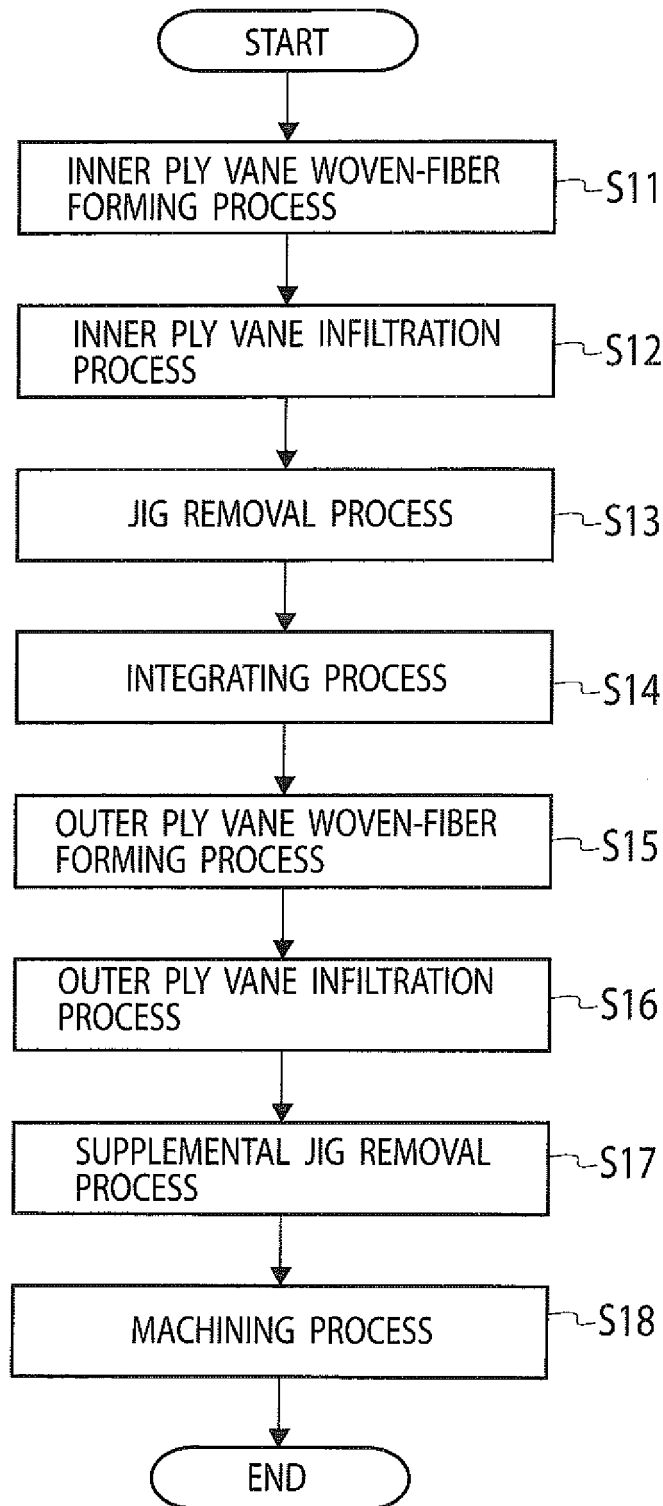 START
INNER PLY VANE WOVEN-FIBER
FORMING PROCESS
S11
INNER PLY VANE INFILTRATION
PROCESS
S12
JIG REMOVAL PROCESS
S13
INTEGRATING PROCESS
S14
OUTER PLY VANE WOVEN-FIBER
FORMING PROCESS
S15
OUTER PLY VANE INFILTRATION
PROCESS
S16
SUPPLEMENTAL JIG REMOVAL
PROCESS
S17
MACHINING PROCESS
S18
END